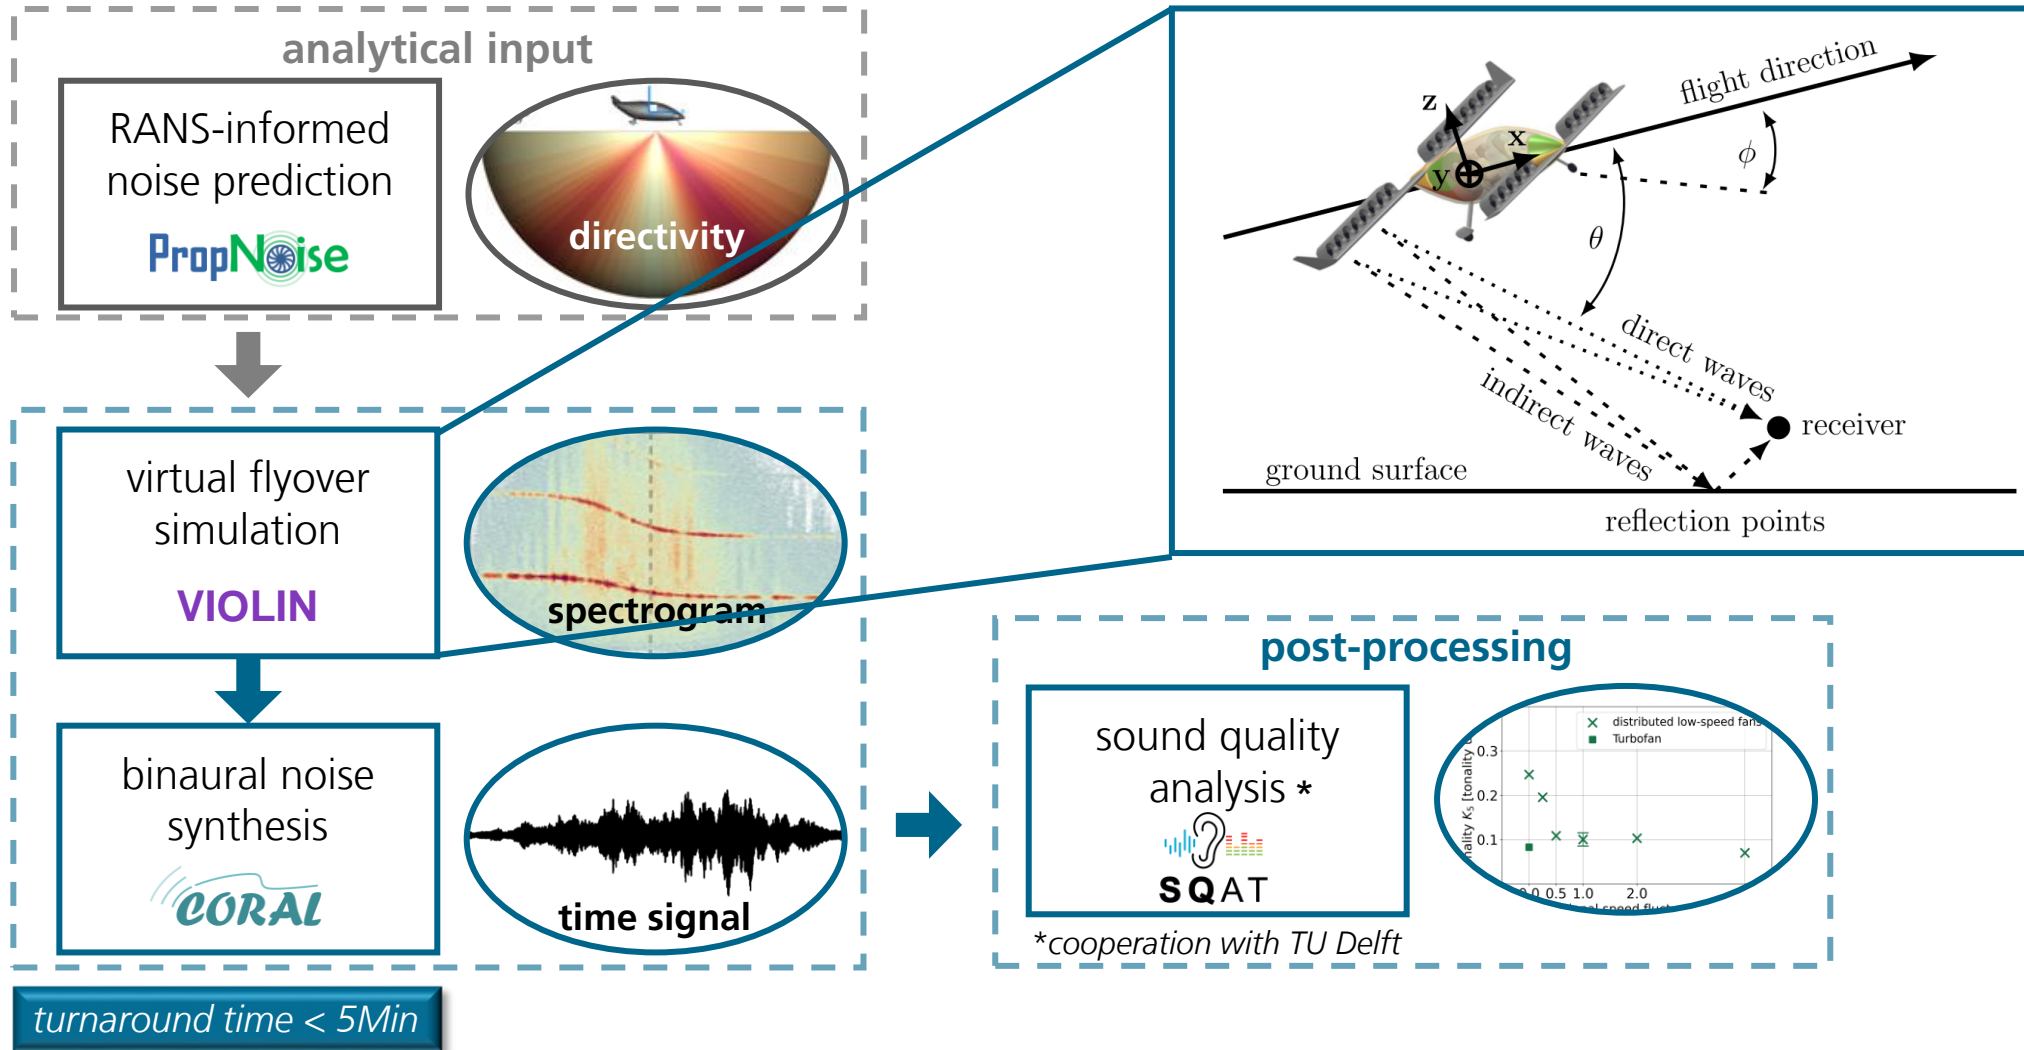 analytical input
RANS-informed
noise prediction
PropNoise
directivity
virtual flyover
simulation
VIOLIN
spectrogram
binaural noise
synthesis
CORAL
time signal
turnaround time < 5Min
flight direction
z
x
y
ϕ
θ
direct waves
indirect waves
receiver
ground surface
reflection points
post-processing
sound quality
analysis *
SQAT
*cooperation with TU Delft
distributed low-speed fans
Turbofan
0.3
0.2
0.1
0.5 1.0 2.0
K₅ [tonality
speed